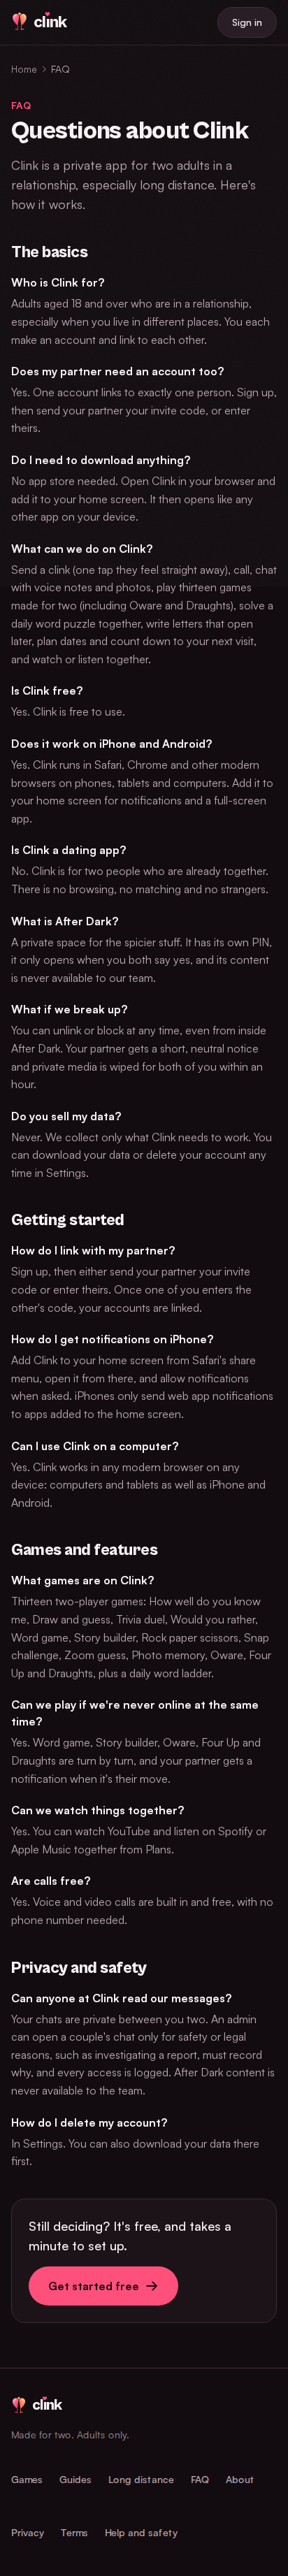 clink
Sign in
Home > FAQ
FAQ
Questions about Clink
Clink is a private app for two adults in a
relationship, especially long distance. Here's
how it works.
The basics
Who is Clink for?
Adults aged 18 and over who are in a relationship,
especially when you live in different places. You each
make an account and link to each other.
Does my partner need an account too?
Yes. One account links to exactly one person. Sign up,
then send your partner your invite code, or enter
theirs.
Do I need to download anything?
No app store needed. Open Clink in your browser and
add it to your home screen. It then opens like any
other app on your device.
What can we do on Clink?
Send a clink (one tap they feel straight away), call, chat
with voice notes and photos, play thirteen games
made for two (including Oware and Draughts), solve a
daily word puzzle together, write letters that open
later, plan dates and count down to your next visit,
and watch or listen together.
Is Clink free?
Yes. Clink is free to use.
Does it work on iPhone and Android?
Yes. Clink runs in Safari, Chrome and other modern
browsers on phones, tablets and computers. Add it to
your home screen for notifications and a full-screen
app.
Is Clink a dating app?
No. Clink is for two people who are already together.
There is no browsing, no matching and no strangers.
What is After Dark?
A private space for the spicier stuff. It has its own PIN,
it only opens when you both say yes, and its content
is never available to our team.
What if we break up?
You can unlink or block at any time, even from inside
After Dark. Your partner gets a short, neutral notice
and private media is wiped for both of you within an
hour.
Do you sell my data?
Never. We collect only what Clink needs to work. You
can download your data or delete your account any
time in Settings.
Getting started
How do I link with my partner?
Sign up, then either send your partner your invite
code or enter theirs. Once one of you enters the
other's code, your accounts are linked.
How do I get notifications on iPhone?
Add Clink to your home screen from Safari's share
menu, open it from there, and allow notifications
when asked. iPhones only send web app notifications
to apps added to the home screen.
Can I use Clink on a computer?
Yes. Clink works in any modern browser on any
device: computers and tablets as well as iPhone and
Android.
Games and features
What games are on Clink?
Thirteen two-player games: How well do you know
me, Draw and guess, Trivia duel, Would you rather,
Word game, Story builder, Rock paper scissors, Snap
challenge, Zoom guess, Photo memory, Oware, Four
Up and Draughts, plus a daily word ladder.
Can we play if we're never online at the same
time?
Yes. Word game, Story builder, Oware, Four Up and
Draughts are turn by turn, and your partner gets a
notification when it's their move.
Can we watch things together?
Yes. You can watch YouTube and listen on Spotify or
Apple Music together from Plans.
Are calls free?
Yes. Voice and video calls are built in and free, with no
phone number needed.
Privacy and safety
Can anyone at Clink read our messages?
Your chats are private between you two. An admin
can open a couple's chat only for safety or legal
reasons, such as investigating a report, must record
why, and every access is logged. After Dark content is
never available to the team.
How do I delete my account?
In Settings. You can also download your data there
first.
Still deciding? It's free, and takes a
minute to set up.
Get started free →
clink
Made for two. Adults only.
Games Guides Long distance FAQ About
Privacy Terms Help and safety